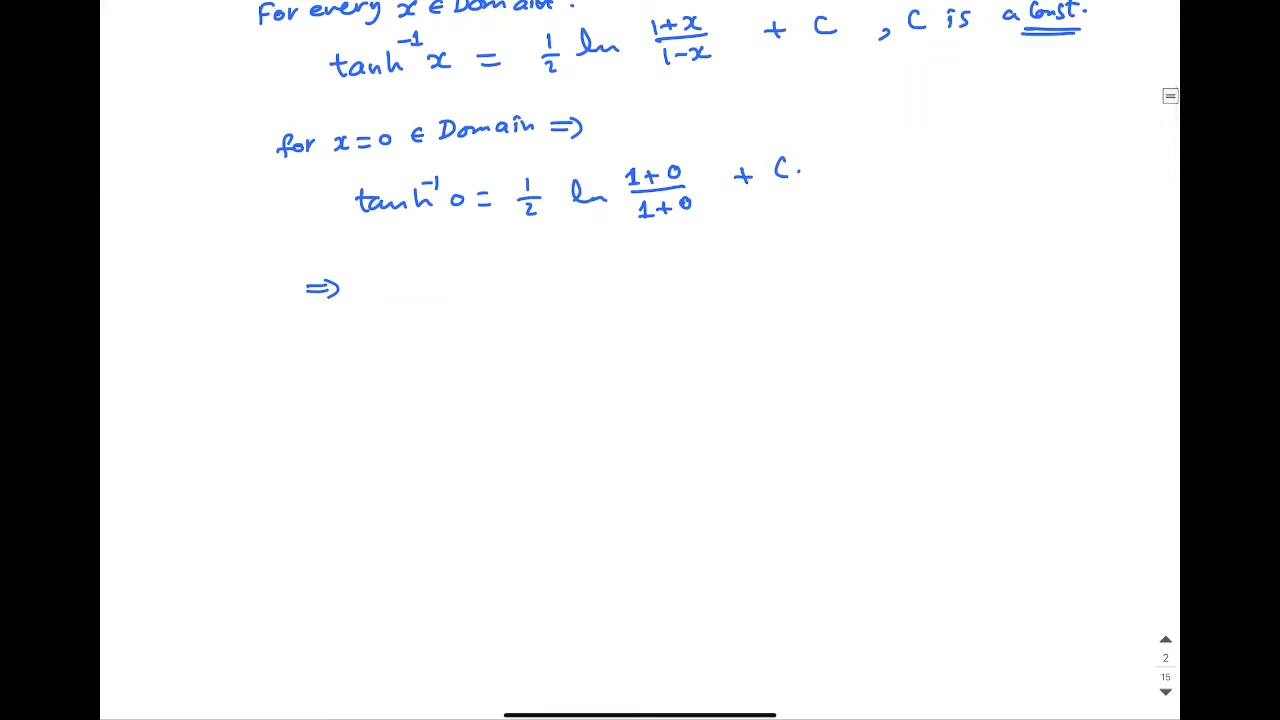 For every x ∈ Domain.
tanh⁻¹ x = 1/2 ln (1+x)/(1-x) + C , C is a const.
for x = 0 ∈ Domain ⇒
tanh⁻¹ 0 = 1/2 ln (1+0)/(1+0) + C.
⇒
2
15